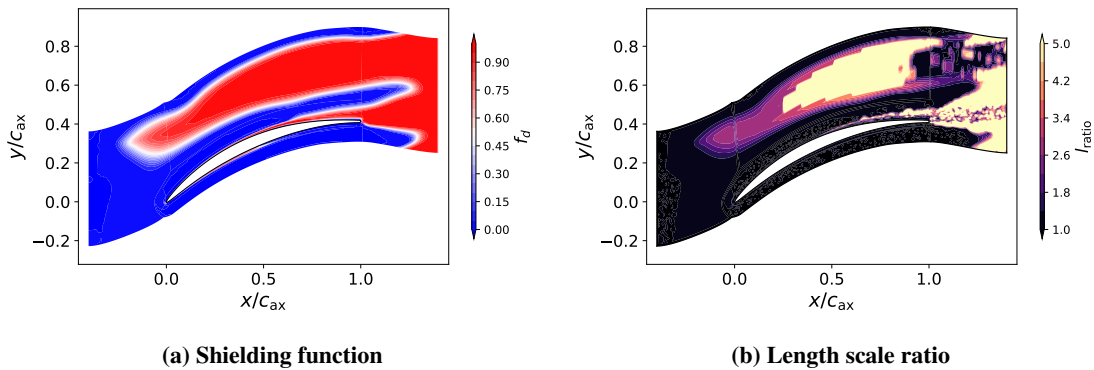 0.8
0.6
0.4
0.2
0.0
−0.2
y/c_ax
0.0 0.5 1.0
x/c_ax
0.90
0.75
0.60
0.45
0.30
0.15
0.00
f_d
(a) Shielding function
0.8
0.6
0.4
0.2
0.0
−0.2
y/c_ax
0.0 0.5 1.0
x/c_ax
5.0
4.2
3.4
2.6
1.8
1.0
l_ratio
(b) Length scale ratio